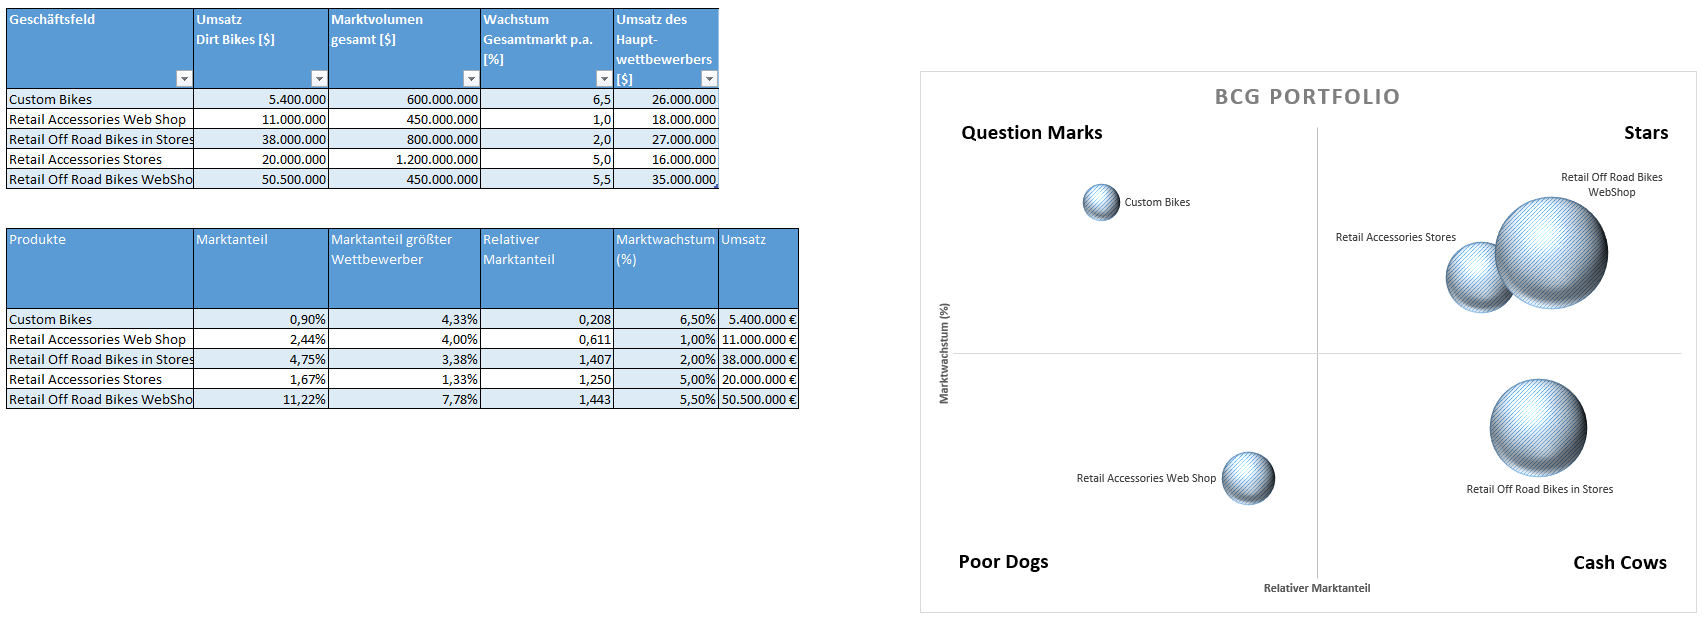 Geschäftsfeld Umsatz Dirt Bikes [$] Marktvolumen gesamt [$] Wachstum Gesamtmarkt p.a. [%] Umsatz des Haupt-wettbewerbers [$]
Custom Bikes 5.400.000 600.000.000 6,5 26.000.000
Retail Accessories Web Shop 11.000.000 450.000.000 1,0 18.000.000
Retail Off Road Bikes in Stores 38.000.000 800.000.000 2,0 27.000.000
Retail Accessories Stores 20.000.000 1.200.000.000 5,0 16.000.000
Retail Off Road Bikes WebSho 50.500.000 450.000.000 5,5 35.000.000
Produkte Marktanteil Marktanteil größter Wettbewerber Relativer Marktanteil Marktwachstum (%) Umsatz
Custom Bikes 0,90% 4,33% 0,208 6,50% 5.400.000 €
Retail Accessories Web Shop 2,44% 4,00% 0,611 1,00% 11.000.000 €
Retail Off Road Bikes in Stores 4,75% 3,38% 1,407 2,00% 38.000.000 €
Retail Accessories Stores 1,67% 1,33% 1,250 5,00% 20.000.000 €
Retail Off Road Bikes WebSho 11,22% 7,78% 1,443 5,50% 50.500.000 €
BCG PORTFOLIO
Question Marks
Stars
Retail Off Road Bikes
WebShop
Custom Bikes
Retail Accessories Stores
Marktwachstum (%)
Retail Accessories Web Shop
Retail Off Road Bikes in Stores
Poor Dogs
Cash Cows
Relativer Marktanteil